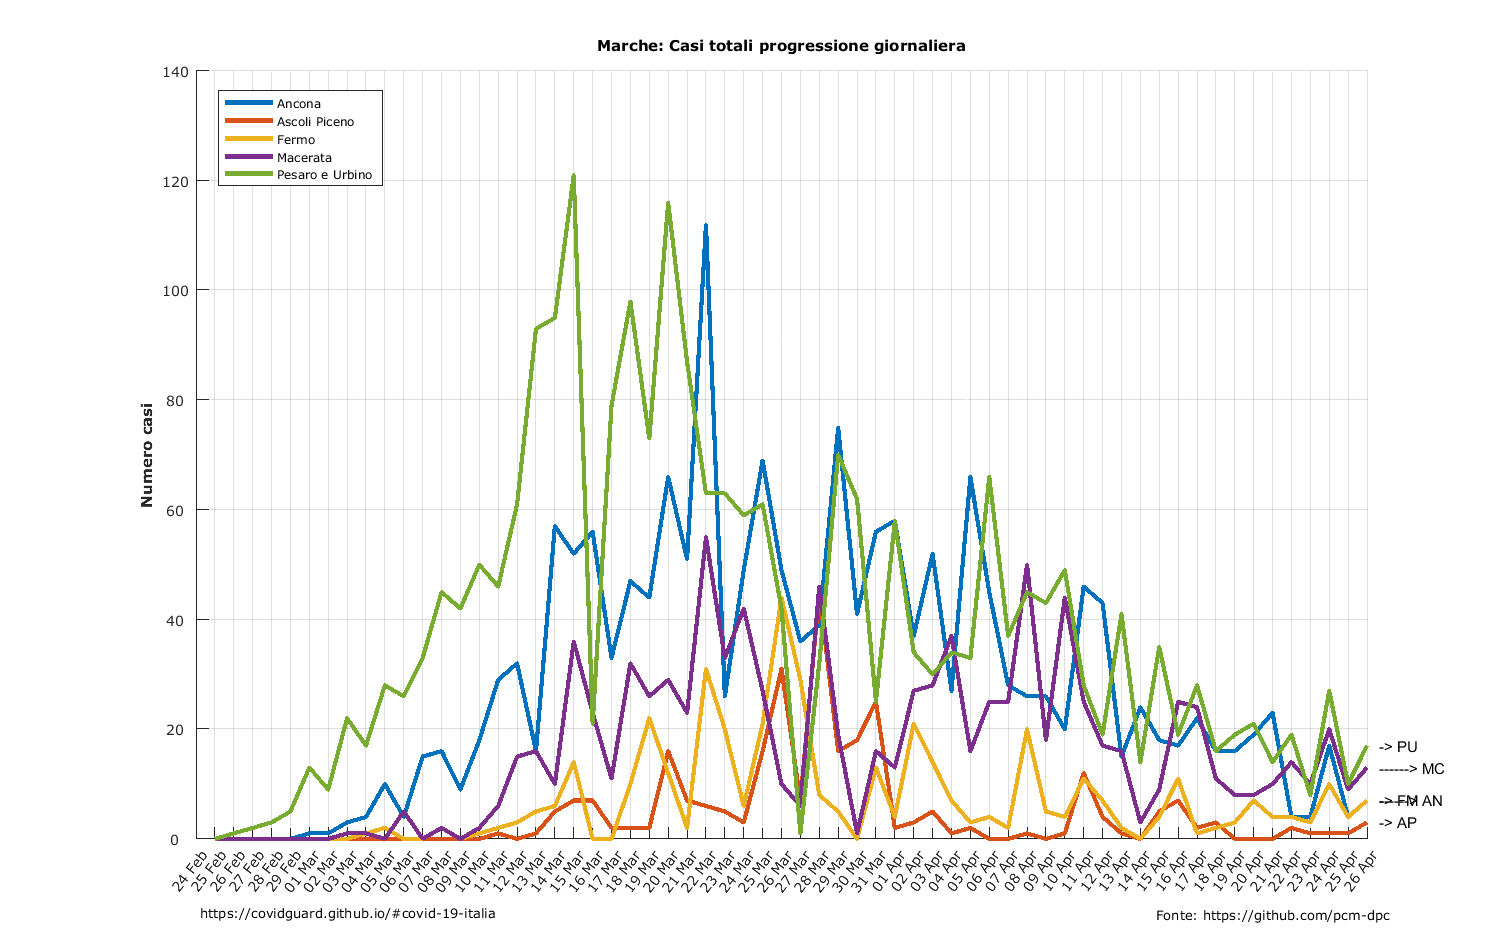 Marche: Casi totali progressione giornaliera
Numero casi
140
120
100
80
60
40
20
0
Ancona
Ascoli Piceno
Fermo
Macerata
Pesaro e Urbino
-> PU
------> MC
-> FM
AN
-> AP
24 Feb
25 Feb
26 Feb
27 Feb
28 Feb
29 Feb
01 Mar
02 Mar
03 Mar
04 Mar
05 Mar
06 Mar
07 Mar
08 Mar
09 Mar
10 Mar
11 Mar
12 Mar
13 Mar
14 Mar
15 Mar
16 Mar
17 Mar
18 Mar
19 Mar
20 Mar
21 Mar
22 Mar
23 Mar
24 Mar
25 Mar
26 Mar
27 Mar
28 Mar
29 Mar
30 Mar
31 Mar
01 Apr
02 Apr
03 Apr
04 Apr
05 Apr
06 Apr
07 Apr
08 Apr
09 Apr
10 Apr
11 Apr
12 Apr
13 Apr
14 Apr
15 Apr
16 Apr
17 Apr
18 Apr
19 Apr
20 Apr
21 Apr
22 Apr
23 Apr
24 Apr
25 Apr
26 Apr
https://covidguard.github.io/#covid-19-italia
Fonte: https://github.com/pcm-dpc